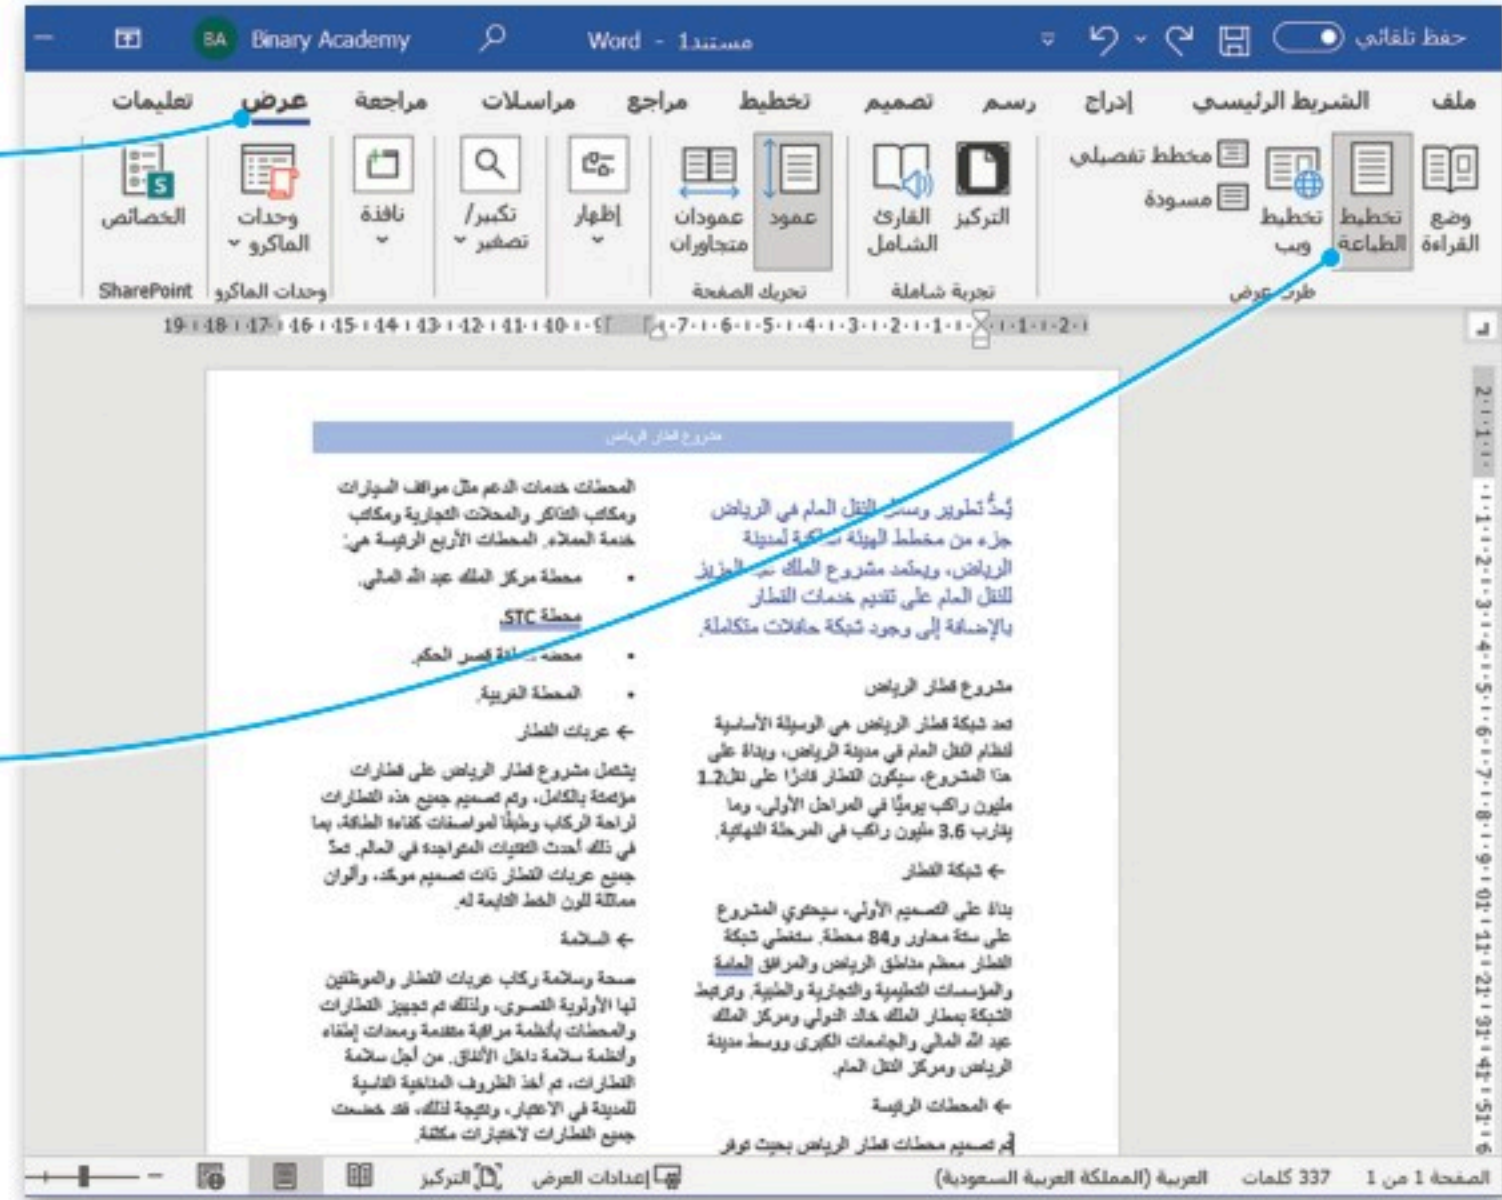 حفظ تلقائي
مستند1 - Word
Binary Academy
BA
ملف الشريط الرئيسي إدراج رسم تصميم تخطيط مراجع مراسلات مراجعة عرض تعليمات
وضع القراءة
تخطيط الطباعة
تخطيط ويب
مخطط تفصيلي
مسودة
طرق عرض
التركيز
القارئ الشامل
تجربة شاملة
عمود
عمودان متجاوران
تحريك الصفحة
إظهار
تكبير/ تصغير
نافذة
وحدات الماكرو
وحدات الماكرو
الخصائص
SharePoint
مشروع قطار الرياض
يُعدُّ تطوير وسائل النقل العام في الرياض
جزء من مخطط الهيئة الملكية لمدينة
الرياض، ويعتمد مشروع الملك عبد العزيز
للنقل العام على تقديم خدمات القطار
بالإضافة إلى وجود شبكة حافلات متكاملة.
مشروع قطار الرياض
تعد شبكة قطار الرياض هي الوسيلة الأساسية
لنظام النقل العام في مدينة الرياض، وبناءً على
هذا المشروع، سيكون القطار قادرًا على نقل1.2
مليون راكب يوميًا في المراحل الأولى، وما
يقارب 3.6 مليون راكب في المرحلة النهائية.
← شبكة القطار
بناءً على التصميم الأولي، سيحتوي المشروع
على ستة محاور و84 محطة. ستغطي شبكة
القطار معظم مناطق الرياض والمرافق العامة
والمؤسسات التعليمية والتجارية والطبية. وترتبط
الشبكة بمطار الملك خالد الدولي ومركز الملك
عبد الله المالي والجامعات الكبرى ووسط مدينة
الرياض ومركز النقل العام.
← المحطات الرئيسة
تم تصميم محطات قطار الرياض بحيث توفر
المحطات خدمات الدعم مثل مواقف السيارات
ومكاتب التذاكر والمحلات التجارية ومكاتب
خدمة العملاء. المحطات الأربع الرئيسة هي:
• محطة مركز الملك عبد الله المالي.
محطة STC.
• محطة قصر الحكم.
• المحطة الغربية.
← عربات القطار
يشتمل مشروع قطار الرياض على قطارات
مؤتمتة بالكامل، وتم تصميم جميع هذه القطارات
لراحة الركاب وطبقًا لمواصفات كفاءة الطاقة، بما
في ذلك أحدث التقنيات المتواجدة في العالم. تعدّ
جميع عربات القطار ذات تصميم موحّد، وألوان
مماثلة للون الخط التابعة له.
← السلامة
صحة وسلامة ركاب عربات القطار والموظفين
لها الأولوية القصوى، ولذلك تم تجهيز القطارات
والمحطات بأنظمة مراقبة متقدمة ومعدات إطفاء
وأنظمة سلامة داخل الأنفاق. من أجل سلامة
القطارات، تم أخذ الظروف المناخية القاسية
للمدينة في الاعتبار، ونتيجة لذلك، فقد خضعت
جميع القطارات لاختبارات مكثفة.
الصفحة 1 من 1
337 كلمات
العربية (المملكة العربية السعودية)
إعدادات العرض
التركيز